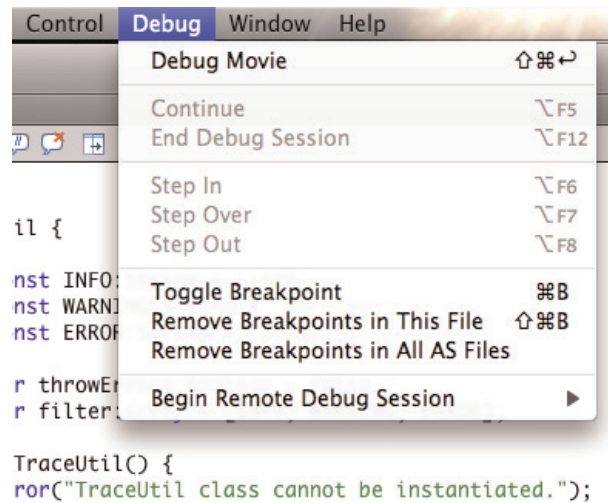 Control Debug Window Help
Debug Movie ⇧⌘↩
Continue ⌥F5
End Debug Session ⌥F12
Step In ⌥F6
Step Over ⌥F7
Step Out ⌥F8
il {
nst INFO:
nst WARNI
nst ERROR
Toggle Breakpoint ⌘B
Remove Breakpoints in This File ⇧⌘B
Remove Breakpoints in All AS Files
r throwEr
r filter:
Begin Remote Debug Session ▶
TraceUtil() {
ror("TraceUtil class cannot be instantiated.");